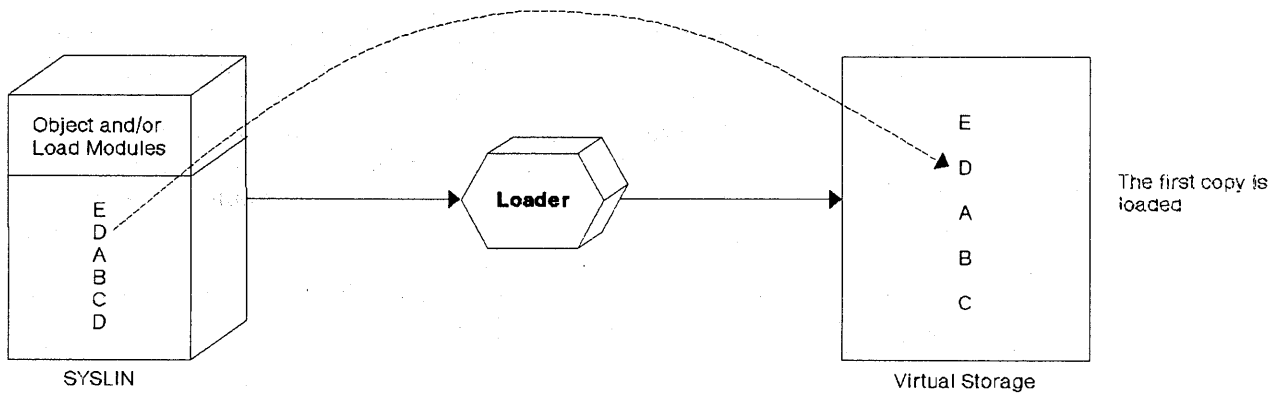 Object and/or
Load Modules
E
D
A
B
C
D
SYSLIN
Loader
E
D
A
B
C
Virtual Storage
The first copy is
loaded